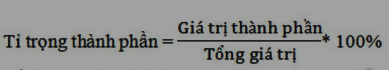 Tỉ trọng thành phần = Giá trị thành phần / Tổng giá trị * 100%